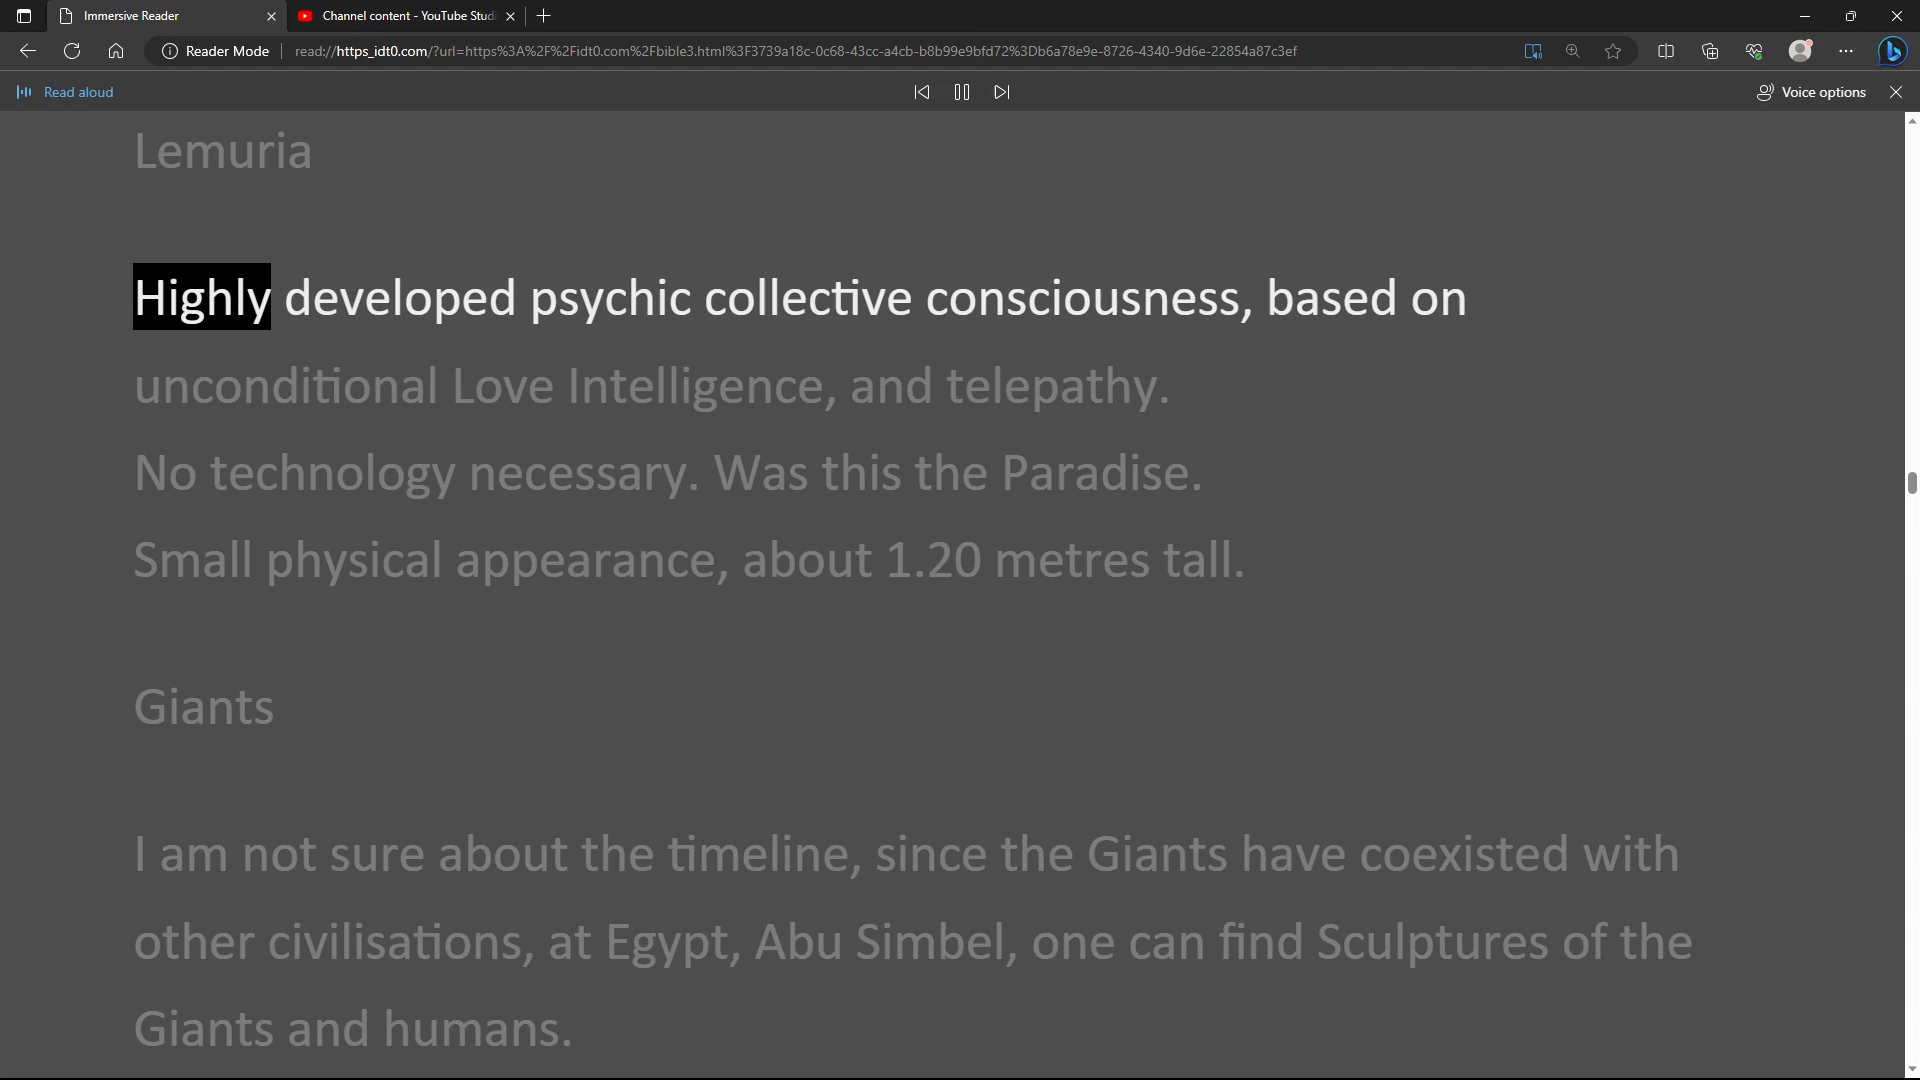 Immersive Reader
Channel content - YouTube Studi
Reader Mode
read://https_idt0.com/?url=https%3A%2F%2Fidt0.com%2Fbible3.html%3F3739a18c-0c68-43cc-a4cb-b8b99e9bfd72%3Db6a78e9e-8726-4340-9d6e-22854a87c3ef
Read aloud
Voice options
Lemuria
Highly developed psychic collective consciousness, based on
unconditional Love Intelligence, and telepathy.
No technology necessary. Was this the Paradise.
Small physical appearance, about 1.20 metres tall.
Giants
I am not sure about the timeline, since the Giants have coexisted with
other civilisations, at Egypt, Abu Simbel, one can find Sculptures of the
Giants and humans.